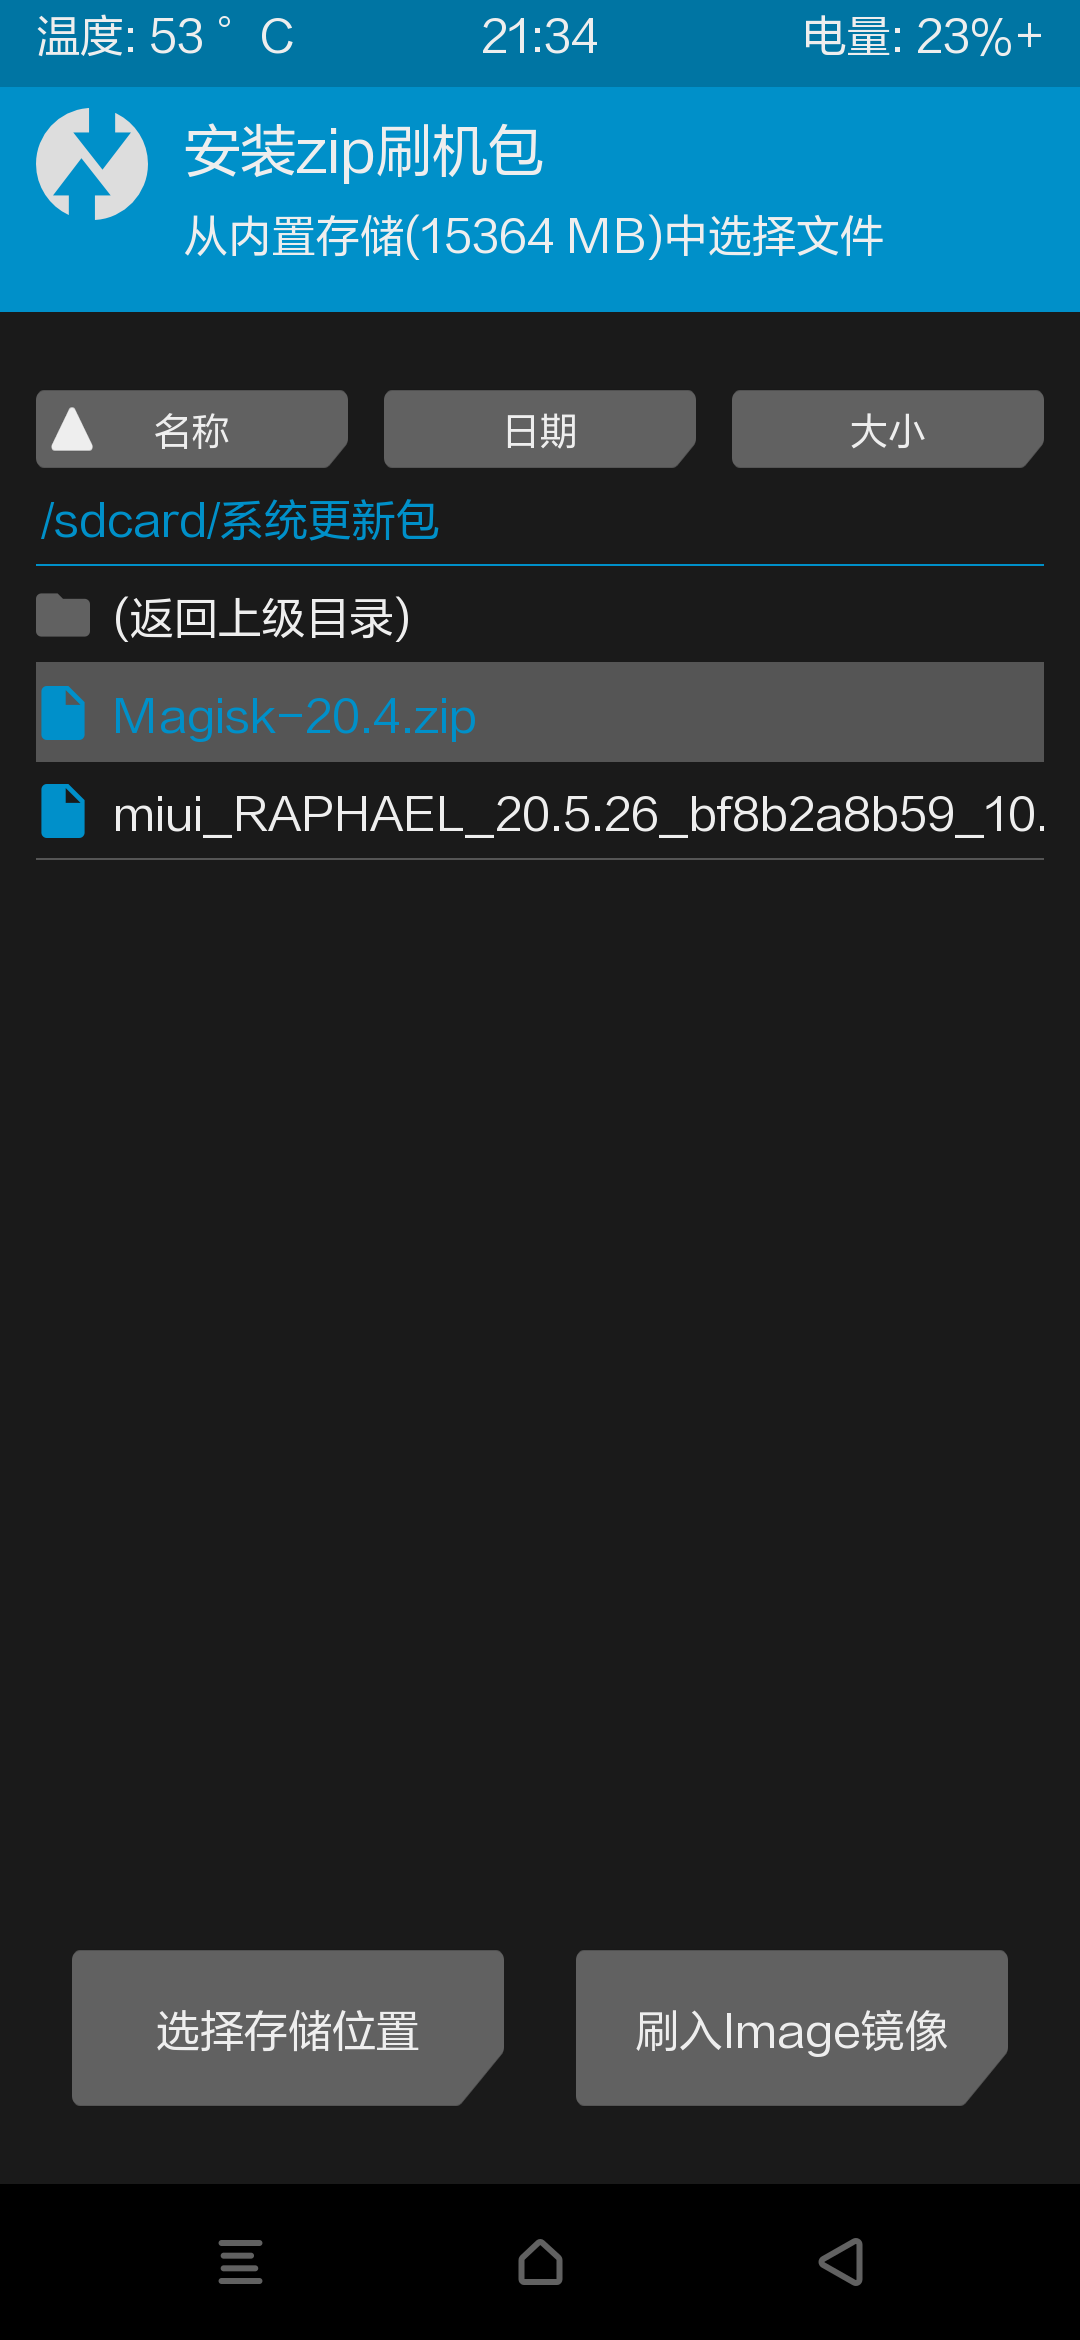 温度: 53 ° C 21:34 电量: 23%+
安装zip刷机包
从内置存储(15364 MB)中选择文件
名称 日期 大小
/sdcard/系统更新包
(返回上级目录)
Magisk-20.4.zip
miui_RAPHAEL_20.5.26_bf8b2a8b59_10.
选择存储位置 刷入Image镜像